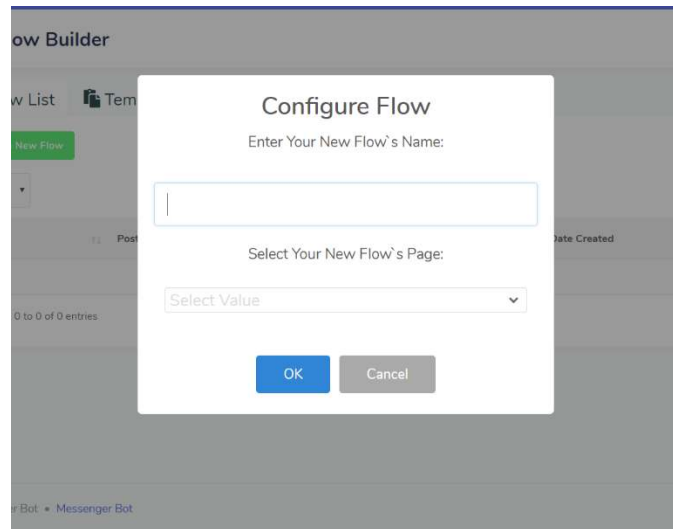 ow Builder
w List
Tem
Configure Flow
New Flow
Enter Your New Flow`s Name:
Post
Date Created
Select Your New Flow`s Page:
Select Value
0 to 0 of 0 entries
OK
Cancel
r Bot • Messenger Bot